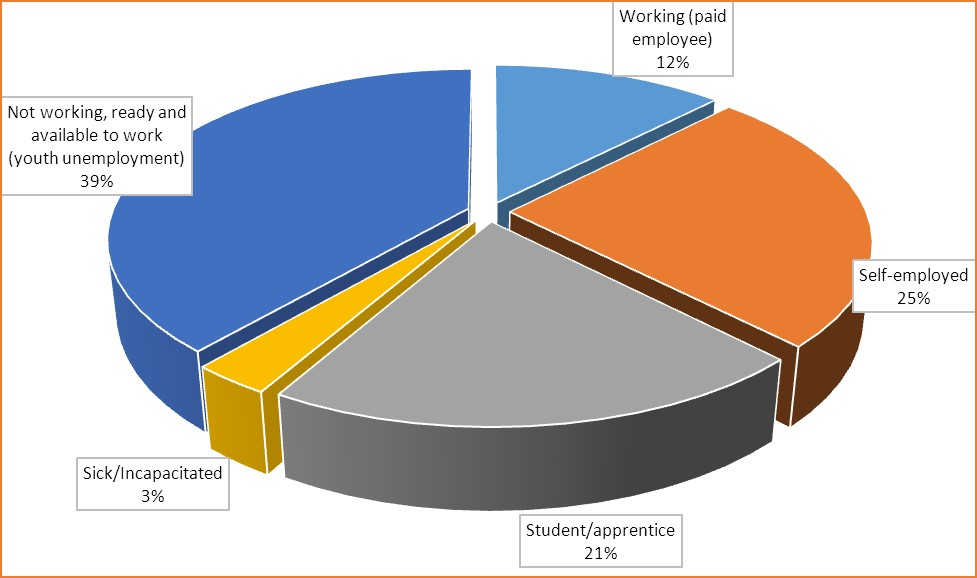 Working (paid
employee)
12%
Not working, ready and
available to work
(youth unemployment)
39%
Self-employed
25%
Sick/Incapacitated
3%
Student/apprentice
21%